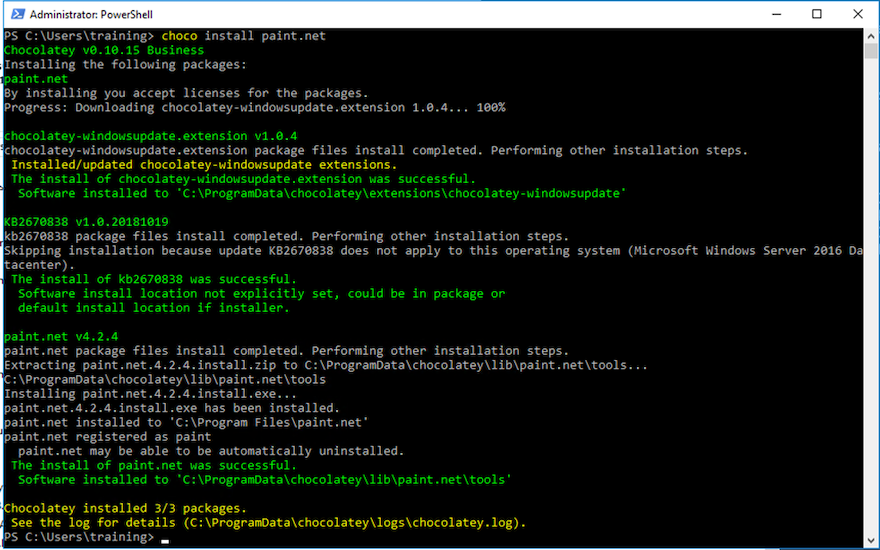 Administrator: PowerShell
PS C:\Users\training> choco install paint.net
Chocolatey v0.10.15 Business
Installing the following packages:
paint.net
By installing you accept licenses for the packages.
Progress: Downloading chocolatey-windowsupdate.extension 1.0.4... 100%
chocolatey-windowsupdate.extension v1.0.4
chocolatey-windowsupdate.extension package files install completed. Performing other installation steps.
Installed/updated chocolatey-windowsupdate extensions.
The install of chocolatey-windowsupdate.extension was successful.
Software installed to 'C:\ProgramData\chocolatey\extensions\chocolatey-windowsupdate'
KB2670838 v1.0.20181019
kb2670838 package files install completed. Performing other installation steps.
Skipping installation because update KB2670838 does not apply to this operating system (Microsoft Windows Server 2016 Da
tacenter).
The install of kb2670838 was successful.
Software install location not explicitly set, could be in package or
default install location if installer.
paint.net v4.2.4
paint.net package files install completed. Performing other installation steps.
Extracting paint.net.4.2.4.install.zip to C:\ProgramData\chocolatey\lib\paint.net\tools...
C:\ProgramData\chocolatey\lib\paint.net\tools
Installing paint.net.4.2.4.install.exe...
paint.net.4.2.4.install.exe has been installed.
paint.net installed to 'C:\Program Files\paint.net'
paint.net registered as paint
paint.net may be able to be automatically uninstalled.
The install of paint.net was successful.
Software installed to 'C:\ProgramData\chocolatey\lib\paint.net\tools'
Chocolatey installed 3/3 packages.
See the log for details (C:\ProgramData\chocolatey\logs\chocolatey.log).
PS C:\Users\training>